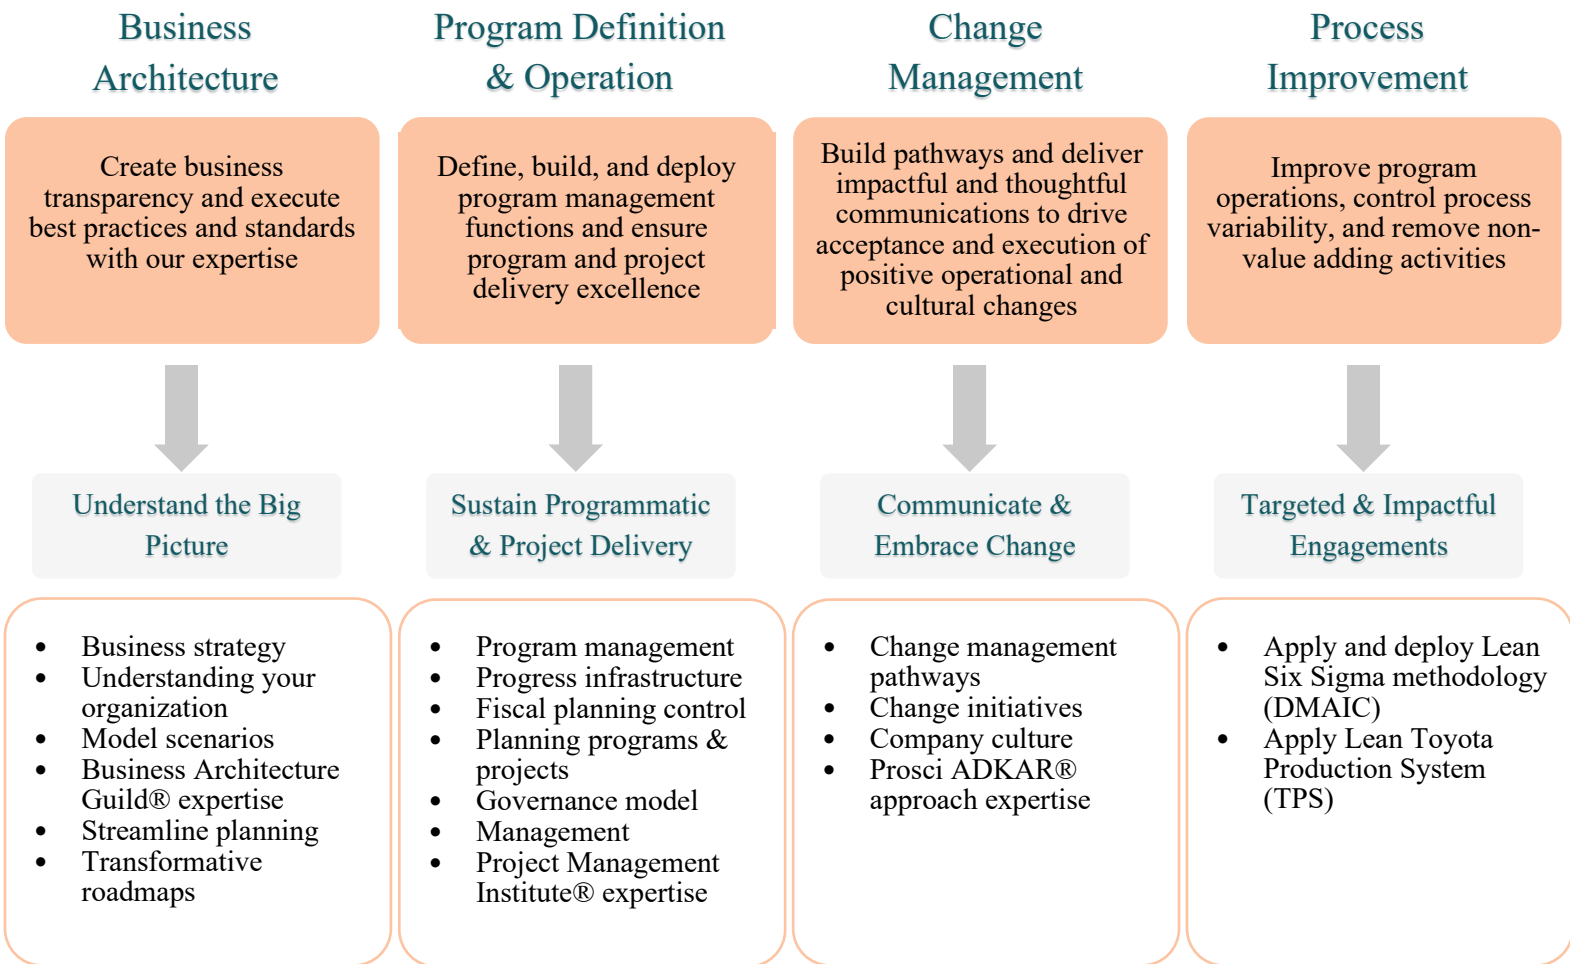 Business
Architecture
Program Definition
& Operation
Change
Management
Process
Improvement
Create business
transparency and execute
best practices and standards
with our expertise
Define, build, and deploy
program management
functions and ensure
program and project
delivery excellence
Build pathways and deliver
impactful and thoughtful
communications to drive
acceptance and execution of
positive operational and
cultural changes
Improve program
operations, control process
variability, and remove non-
value adding activities
Understand the Big
Picture
Sustain Programmatic
& Project Delivery
Communicate &
Embrace Change
Targeted & Impactful
Engagements
• Business strategy
• Understanding your
organization
• Model scenarios
• Business Architecture
Guild® expertise
• Streamline planning
• Transformative
roadmaps
• Program management
• Progress infrastructure
• Fiscal planning control
• Planning programs &
projects
• Governance model
• Management
• Project Management
Institute® expertise
• Change management
pathways
• Change initiatives
• Company culture
• Prosci ADKAR®
approach expertise
• Apply and deploy Lean
Six Sigma methodology
(DMAIC)
• Apply Lean Toyota
Production System
(TPS)